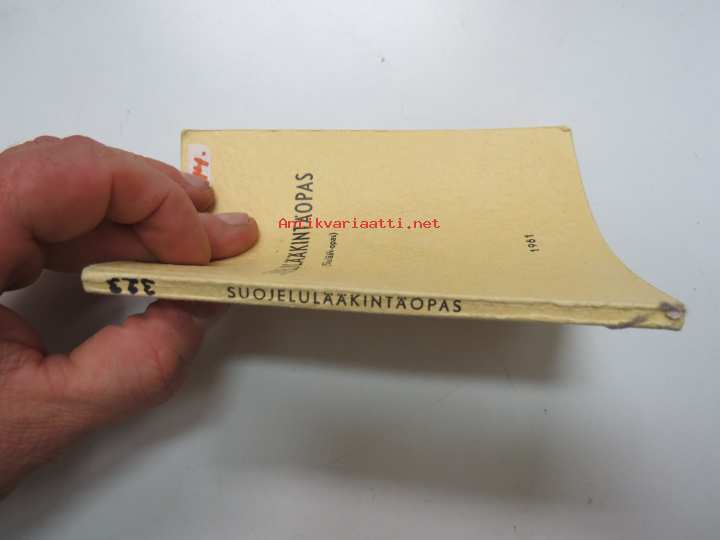 LÄÄKINTÄOPAS
1961
Antikvariaatti.net
SUOJELULÄÄKINTÄOPAS
323